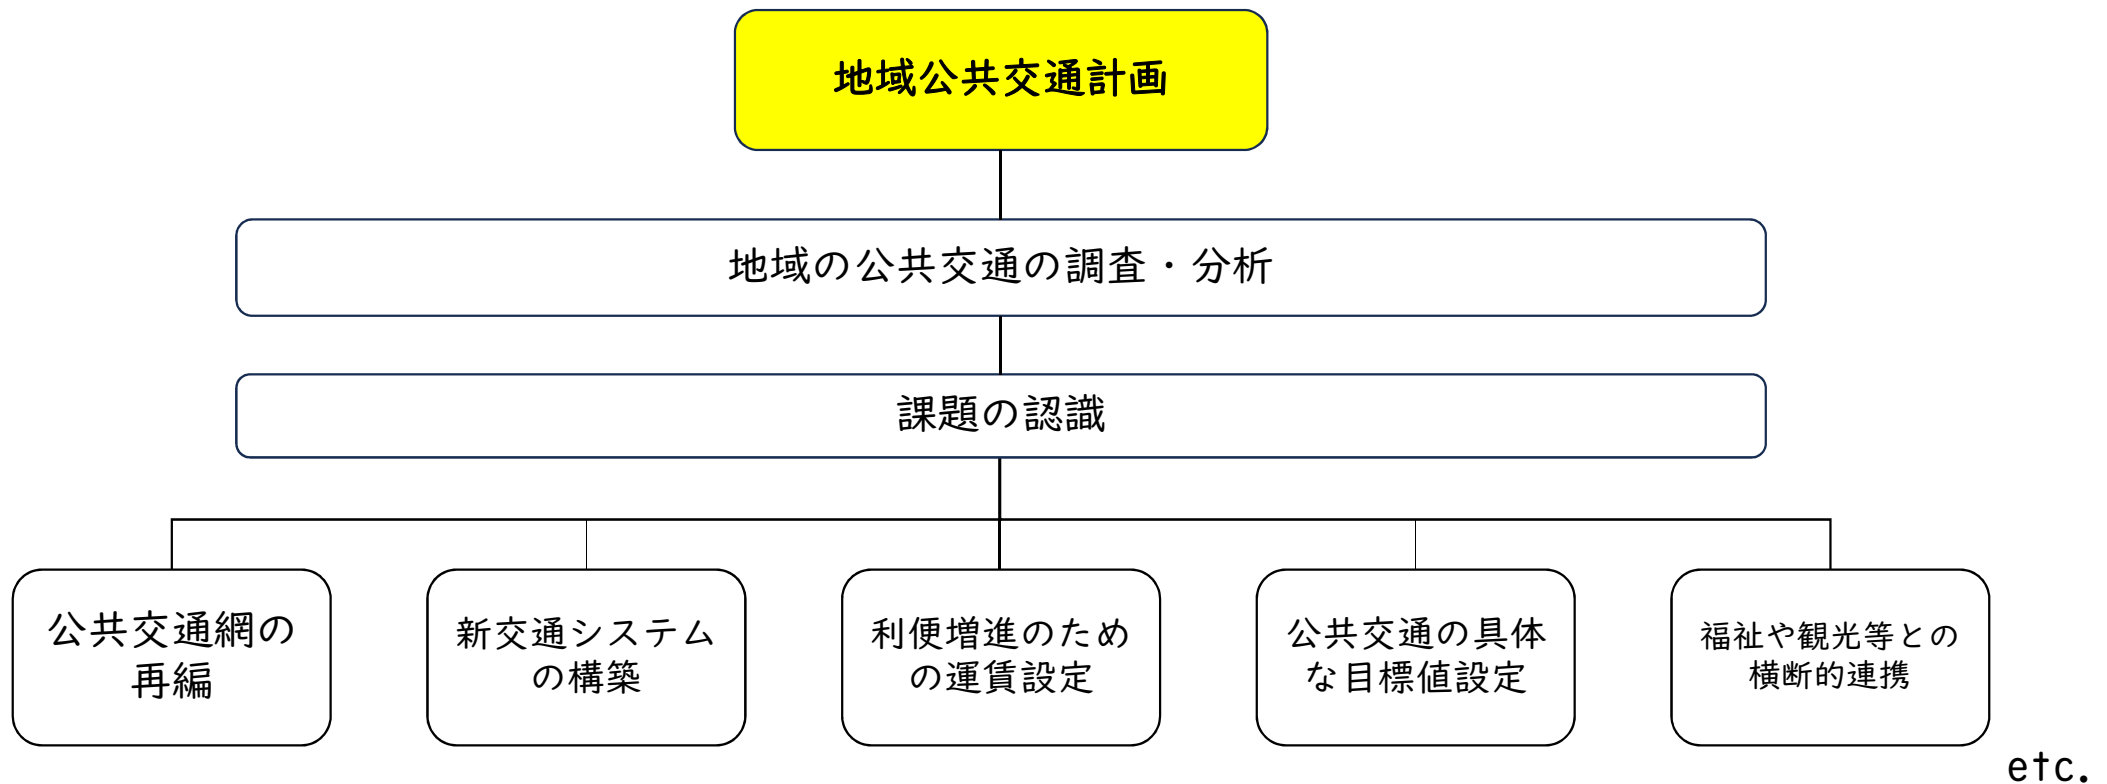 地域公共交通計画
地域の公共交通の調査・分析
課題の認識
公共交通網の
再編
新交通システム
の構築
利便増進のため
の運賃設定
公共交通の具体
な目標値設定
福祉や観光等との
横断的連携
etc.